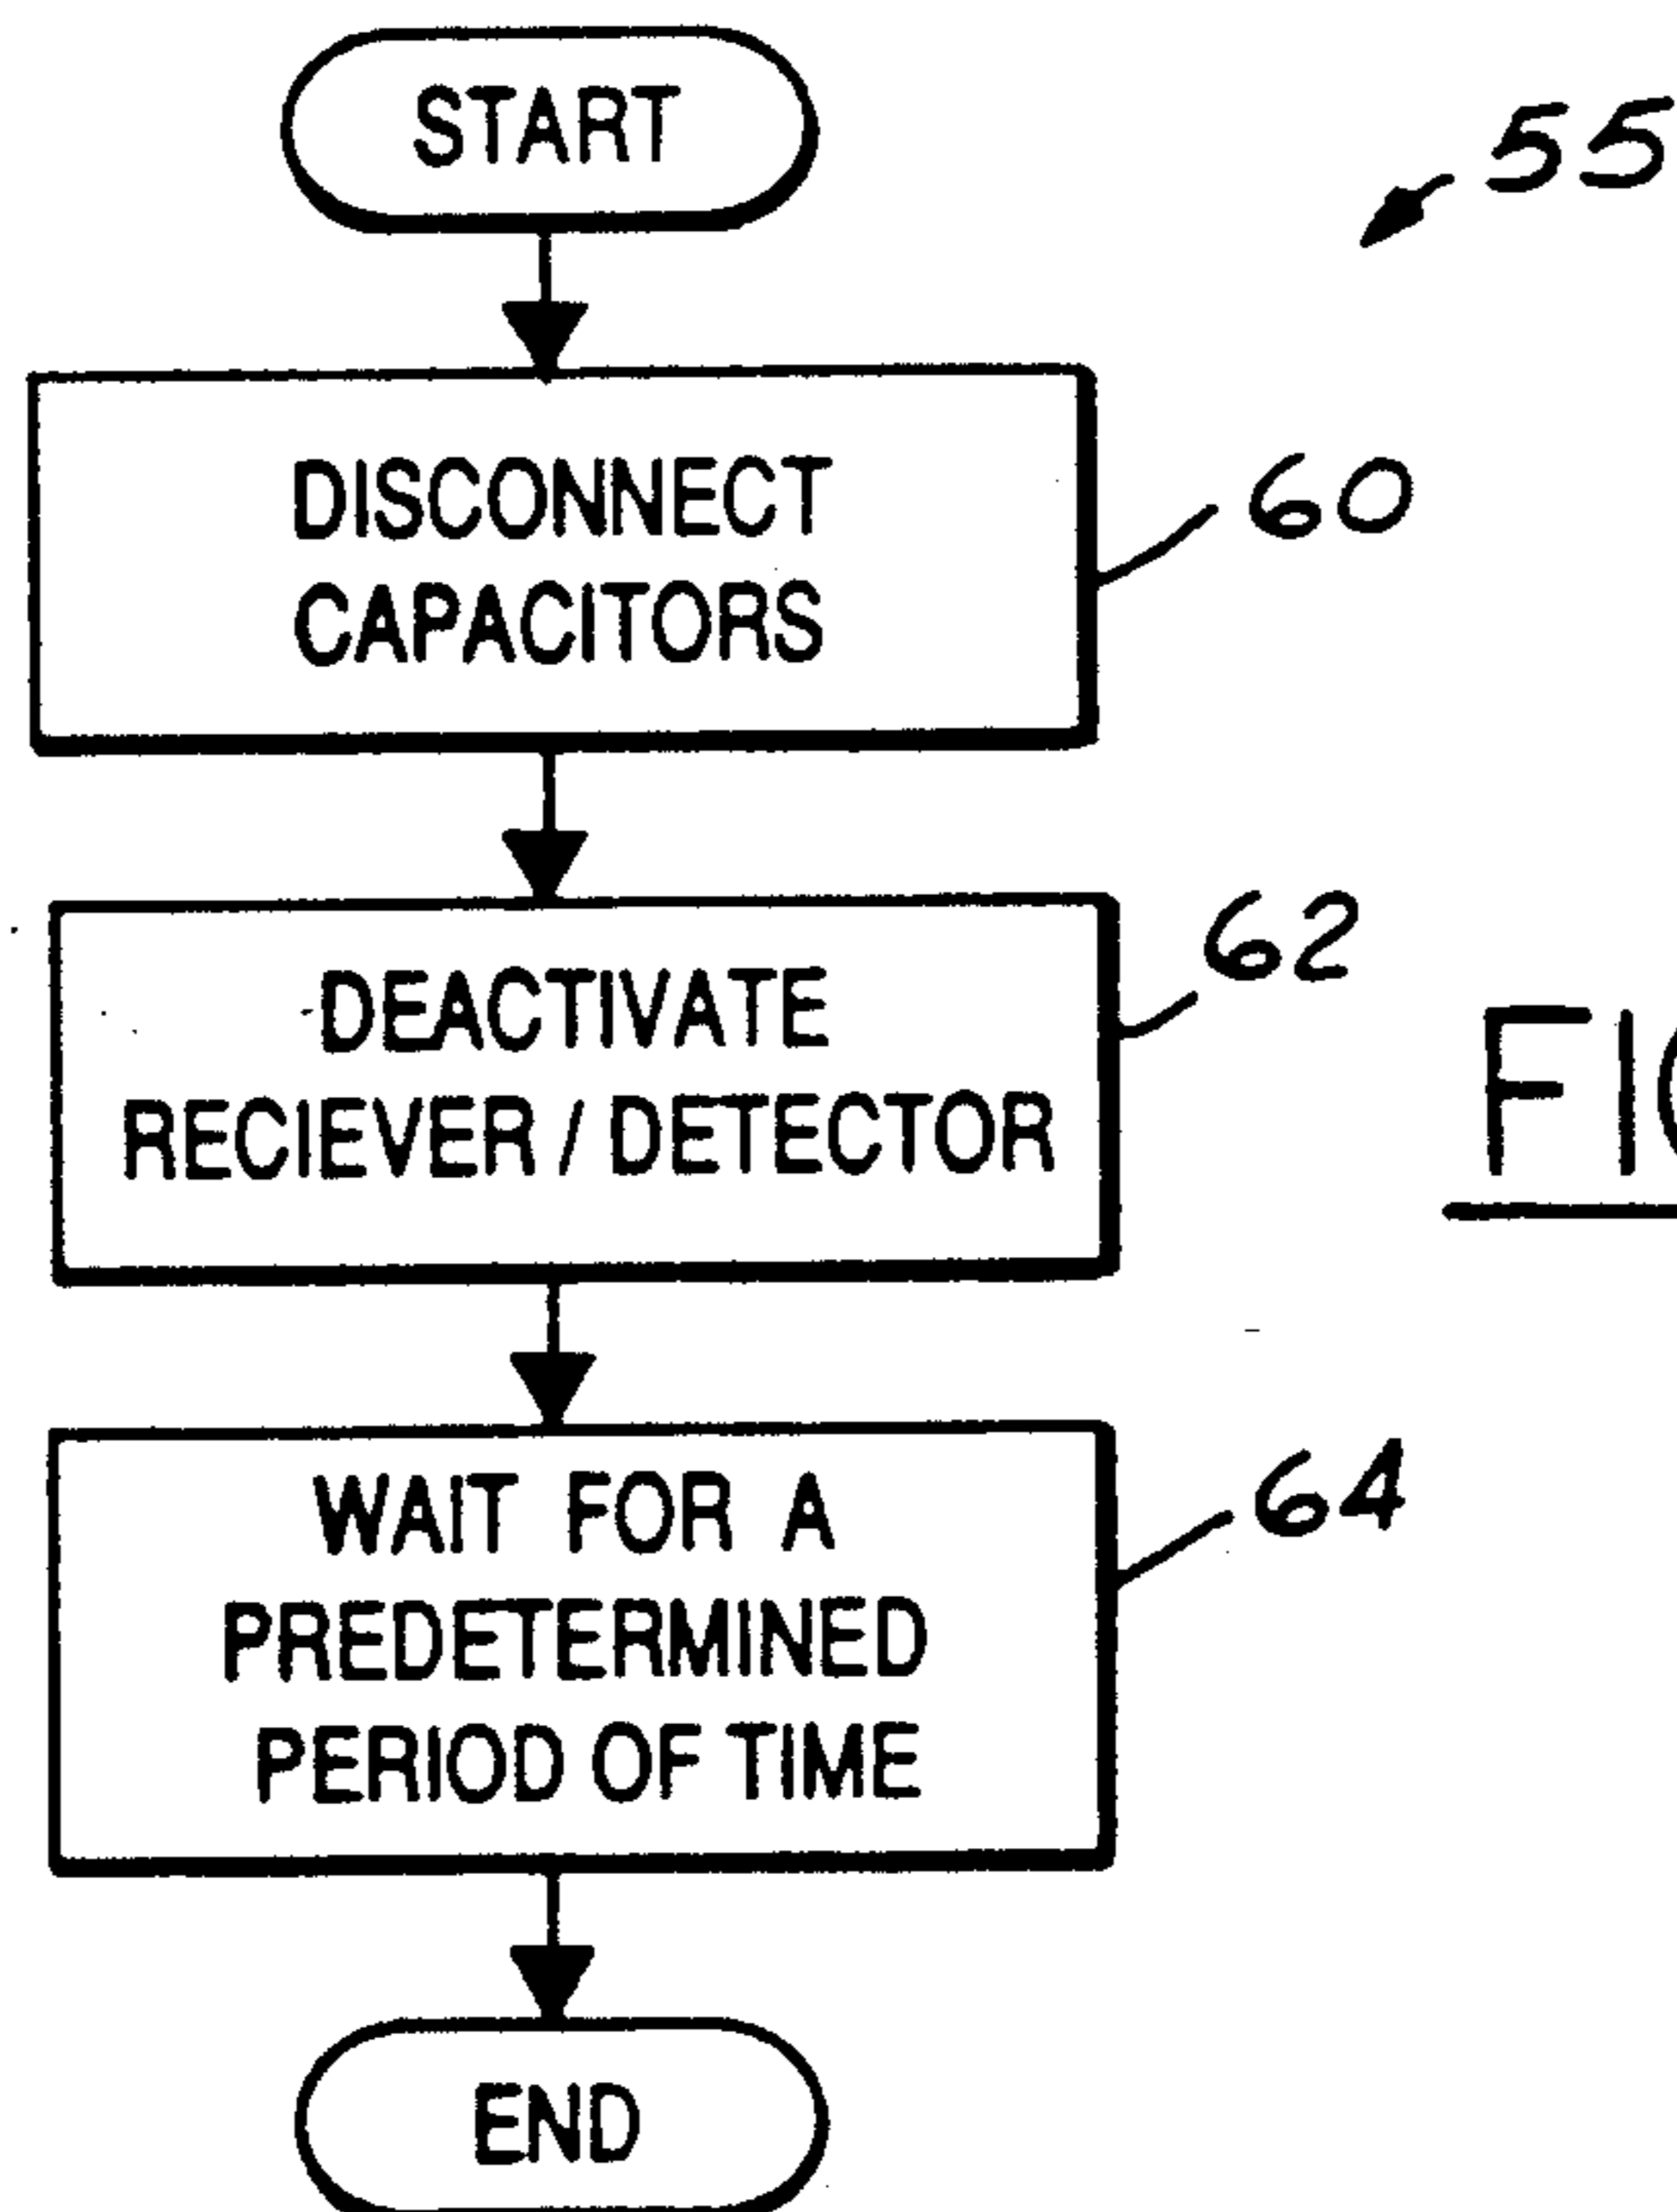 START
55
DISCONNECT
CAPACITORS
60
DEACTIVATE
RECIEVER / DETECTOR
62
WAIT FOR A
PREDETERMINED
PERIOD OF TIME
64
END